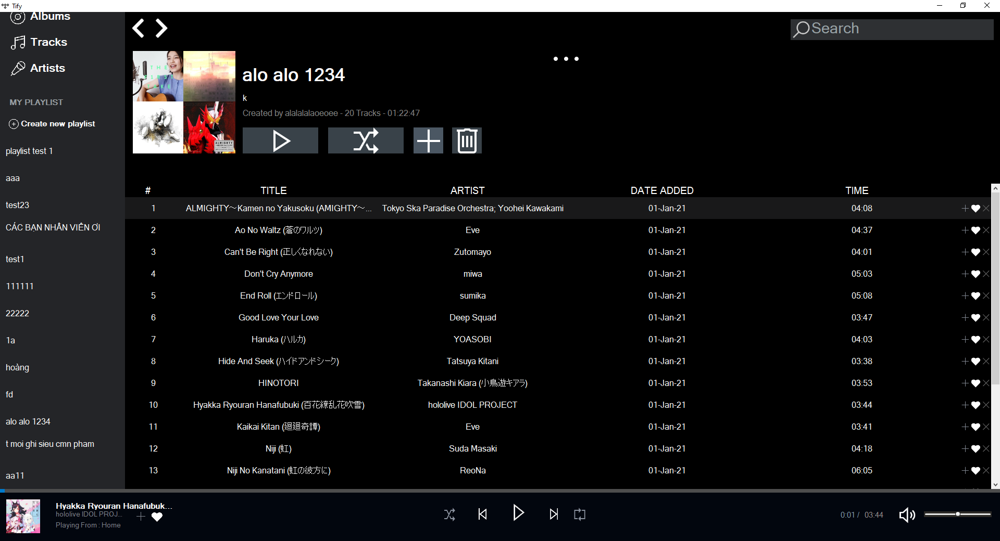 Tify
Albums
Tracks
Artists
MY PLAYLIST
Create new playlist
playlist test 1
aaa
test23
CÁC BẠN NHÂN VIÊN ƠI
test1
111111
22222
1a
hoàng
fd
alo alo 1234
t moi ghi sieu cmn pham
aa11
Search
THE
FIRST
TAKE
ALMIGHTY
alo alo 1234
k
Created by alalalalaoeoee - 20 Tracks - 01:22:47
# TITLE ARTIST DATE ADDED TIME
1 ALMIGHTY～Kamen no Yakusoku (AMIGHTY～... Tokyo Ska Paradise Orchestra; Yoohei Kawakami 01-Jan-21 04:08
2 Ao No Waltz (蒼のワルツ) Eve 01-Jan-21 04:37
3 Can't Be Right (正しくなれない) Zutomayo 01-Jan-21 04:01
4 Don't Cry Anymore miwa 01-Jan-21 05:03
5 End Roll (エンドロール) sumika 01-Jan-21 05:08
6 Good Love Your Love Deep Squad 01-Jan-21 03:47
7 Haruka (ハルカ) YOASOBI 01-Jan-21 04:03
8 Hide And Seek (ハイドアンドシーク) Tatsuya Kitani 01-Jan-21 03:38
9 HINOTORI Takanashi Kiara (小鳥遊キアラ) 01-Jan-21 03:53
10 Hyakka Ryouran Hanafubuki (百花繚乱花吹雪) hololive IDOL PROJECT 01-Jan-21 03:44
11 Kaikai Kitan (廻廻奇譚) Eve 01-Jan-21 03:41
12 Niji (虹) Suda Masaki 01-Jan-21 04:18
13 Niji No Kanatani (虹の彼方に) ReoNa 01-Jan-21 06:05
Hyakka Ryouran Hanafubuk...
hololive IDOL PROJ...
Playing From : Home
0:01 / 03:44